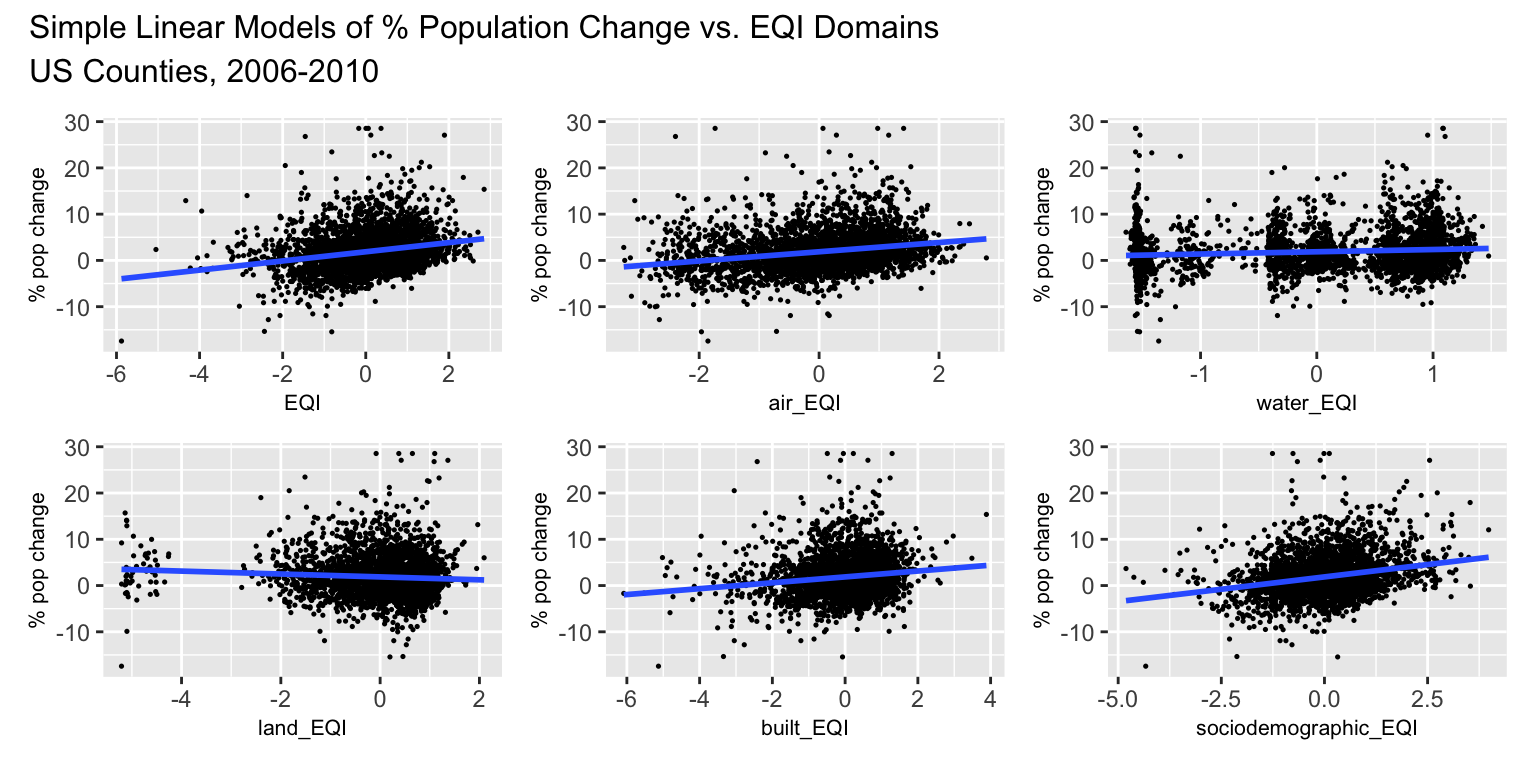 Simple Linear Models of % Population Change vs. EQI Domains
US Counties, 2006-2010
30
20
10
0
-10
% pop change
-6 -4 -2 0 2
EQI
30
20
10
0
-10
% pop change
-2 0 2
air_EQI
30
20
10
0
-10
% pop change
-1 0 1
water_EQI
30
20
10
0
-10
% pop change
-4 -2 0 2
land_EQI
30
20
10
0
-10
% pop change
-6 -4 -2 0 2 4
built_EQI
30
20
10
0
-10
% pop change
-5.0 -2.5 0.0 2.5
sociodemographic_EQI